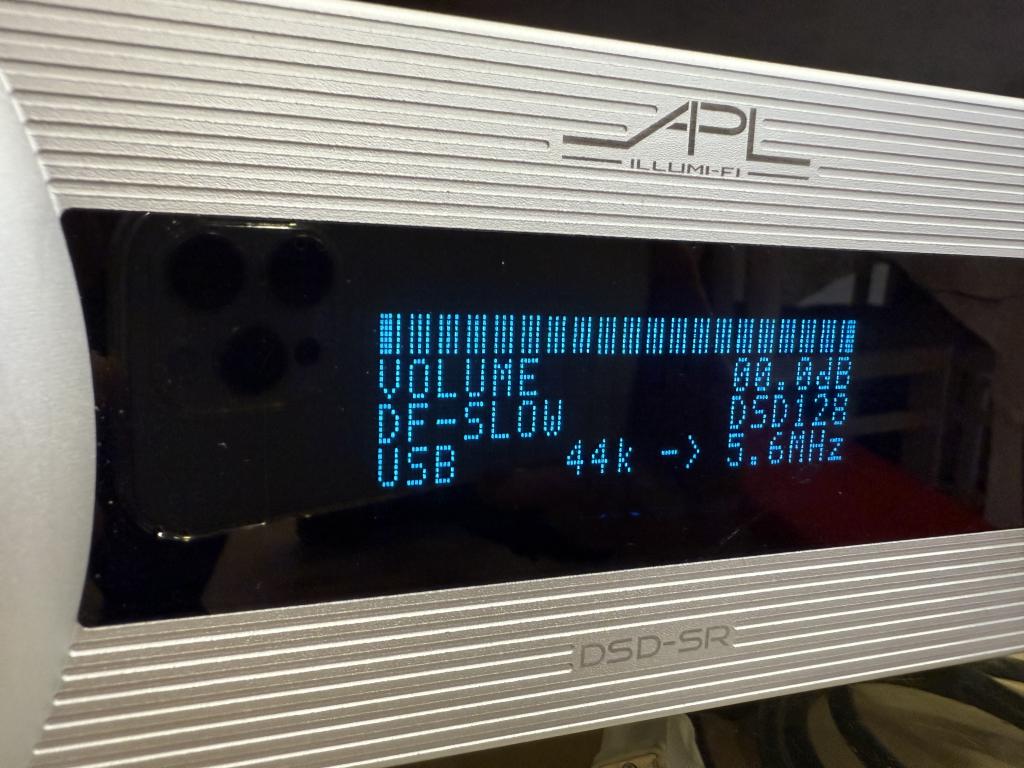 APL
ILLUMI-FI
VOLUME 00.0dB
DF-SLOW DSD128
USB 44k -> 5.6MHz
DSD-SR